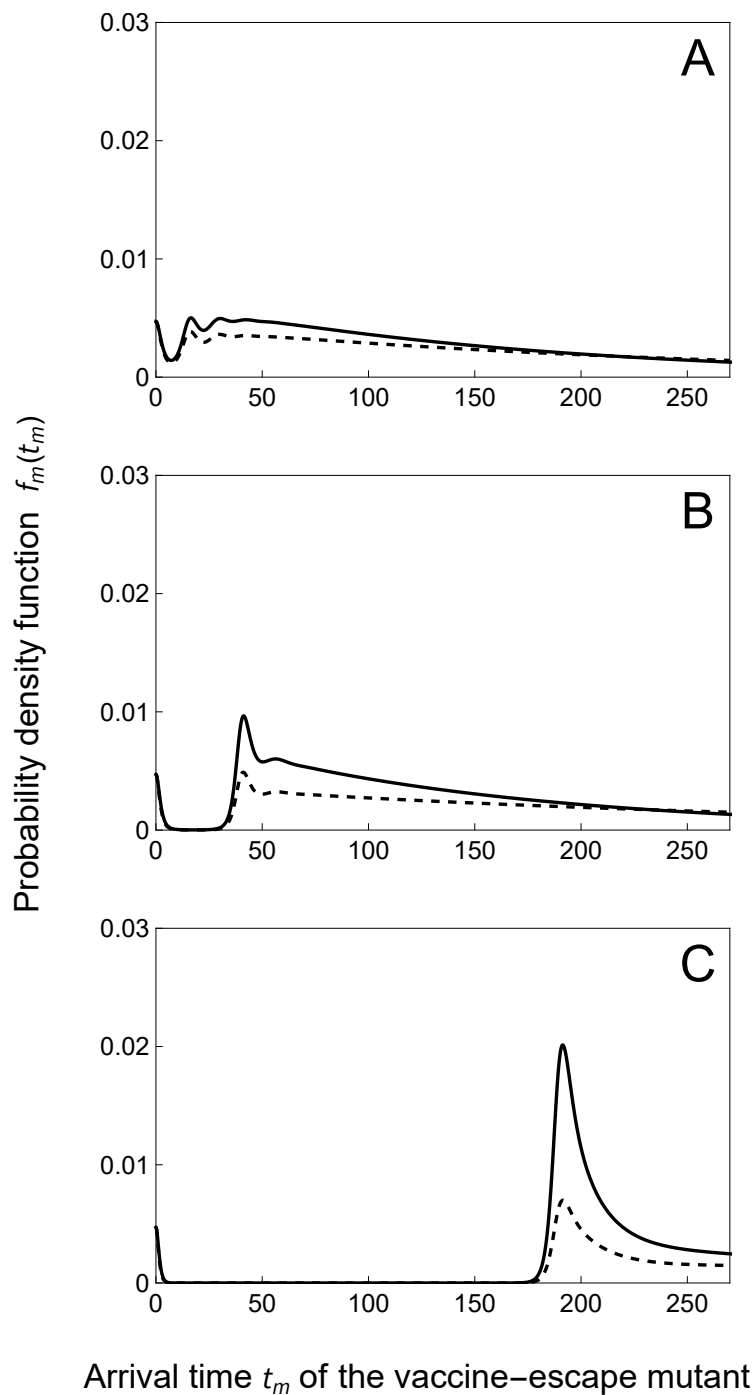 0.03
A
0.02
0.01
0
0 50 100 150 200 250
Probability density function f_m(t_m)
0.03
B
0.02
0.01
0
0 50 100 150 200 250
0.03
C
0.02
0.01
0
0 50 100 150 200 250
Arrival time t_m of the vaccine−escape mutant